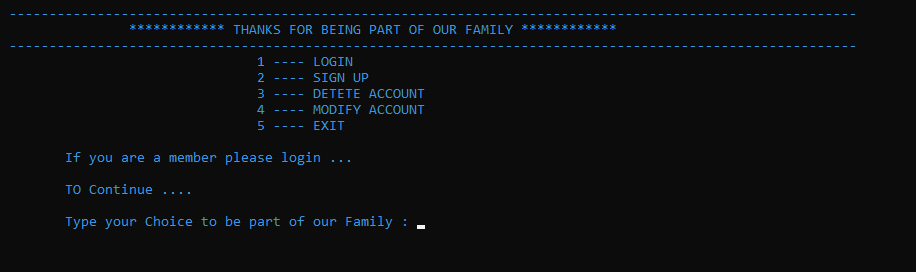 ----------------------------------------------------------------------------------------------------------
************ THANKS FOR BEING PART OF OUR FAMILY ************
----------------------------------------------------------------------------------------------------------
1 ---- LOGIN
2 ---- SIGN UP
3 ---- DETETE ACCOUNT
4 ---- MODIFY ACCOUNT
5 ---- EXIT
If you are a member please login ...
TO Continue ....
Type your Choice to be part of our Family :